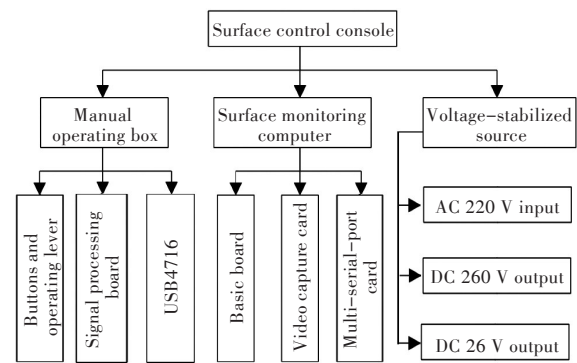 Surface control console
Manual
operating box
Surface monitoring
computer
Voltage-stabilized
source
Buttons and
operating lever
Signal processing
board
USB4716
Basic board
Video capture card
Multi-serial-port
card
AC 220 V input
DC 260 V output
DC 26 V output